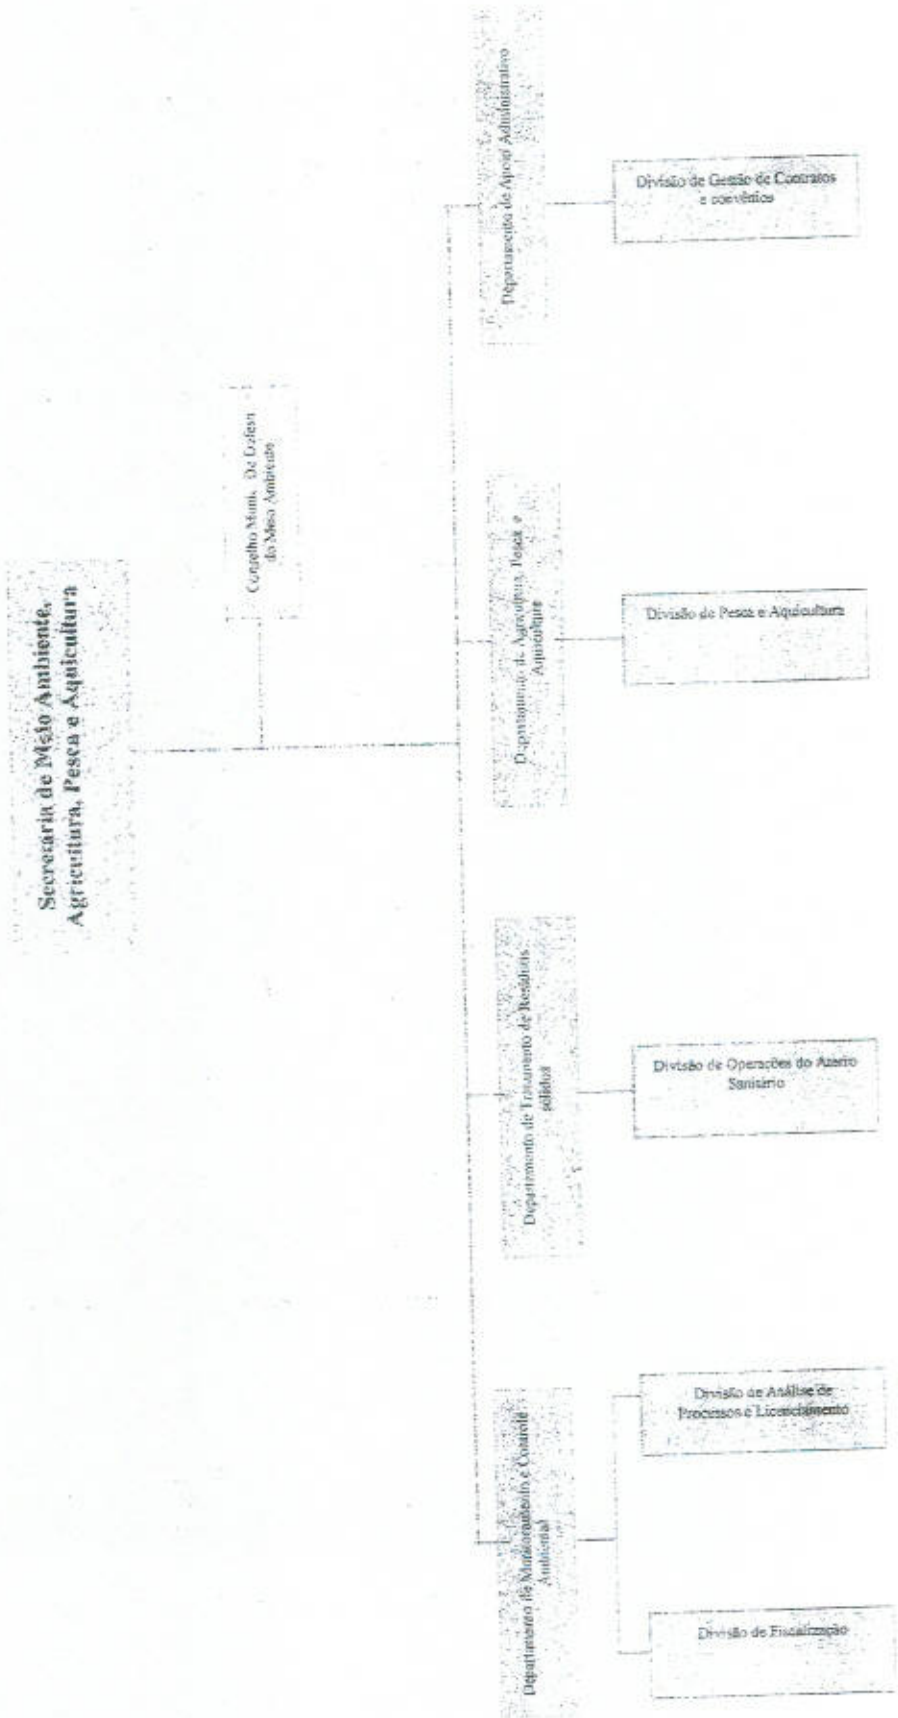 Secretaria de Meio Ambiente,
Agricultura, Pesca e Aquicultura
Conselho Muni. De Defesa
do Meio Ambiente
Departamento de Monitoramento e Controle
Ambiental
Departamento de Tratamento de Resíduos
sólidos
Departamento de Agricultura, Pesca e
Aquicultura
Departamento de Apoio Administrativo
Divisão de Fiscalização
Divisão de Análise de
Processos e Licenciamento
Divisão de Operações do Aterro
Sanitário
Divisão de Pesca e Aquicultura
Divisão de Gestão de Contratos
e convênios